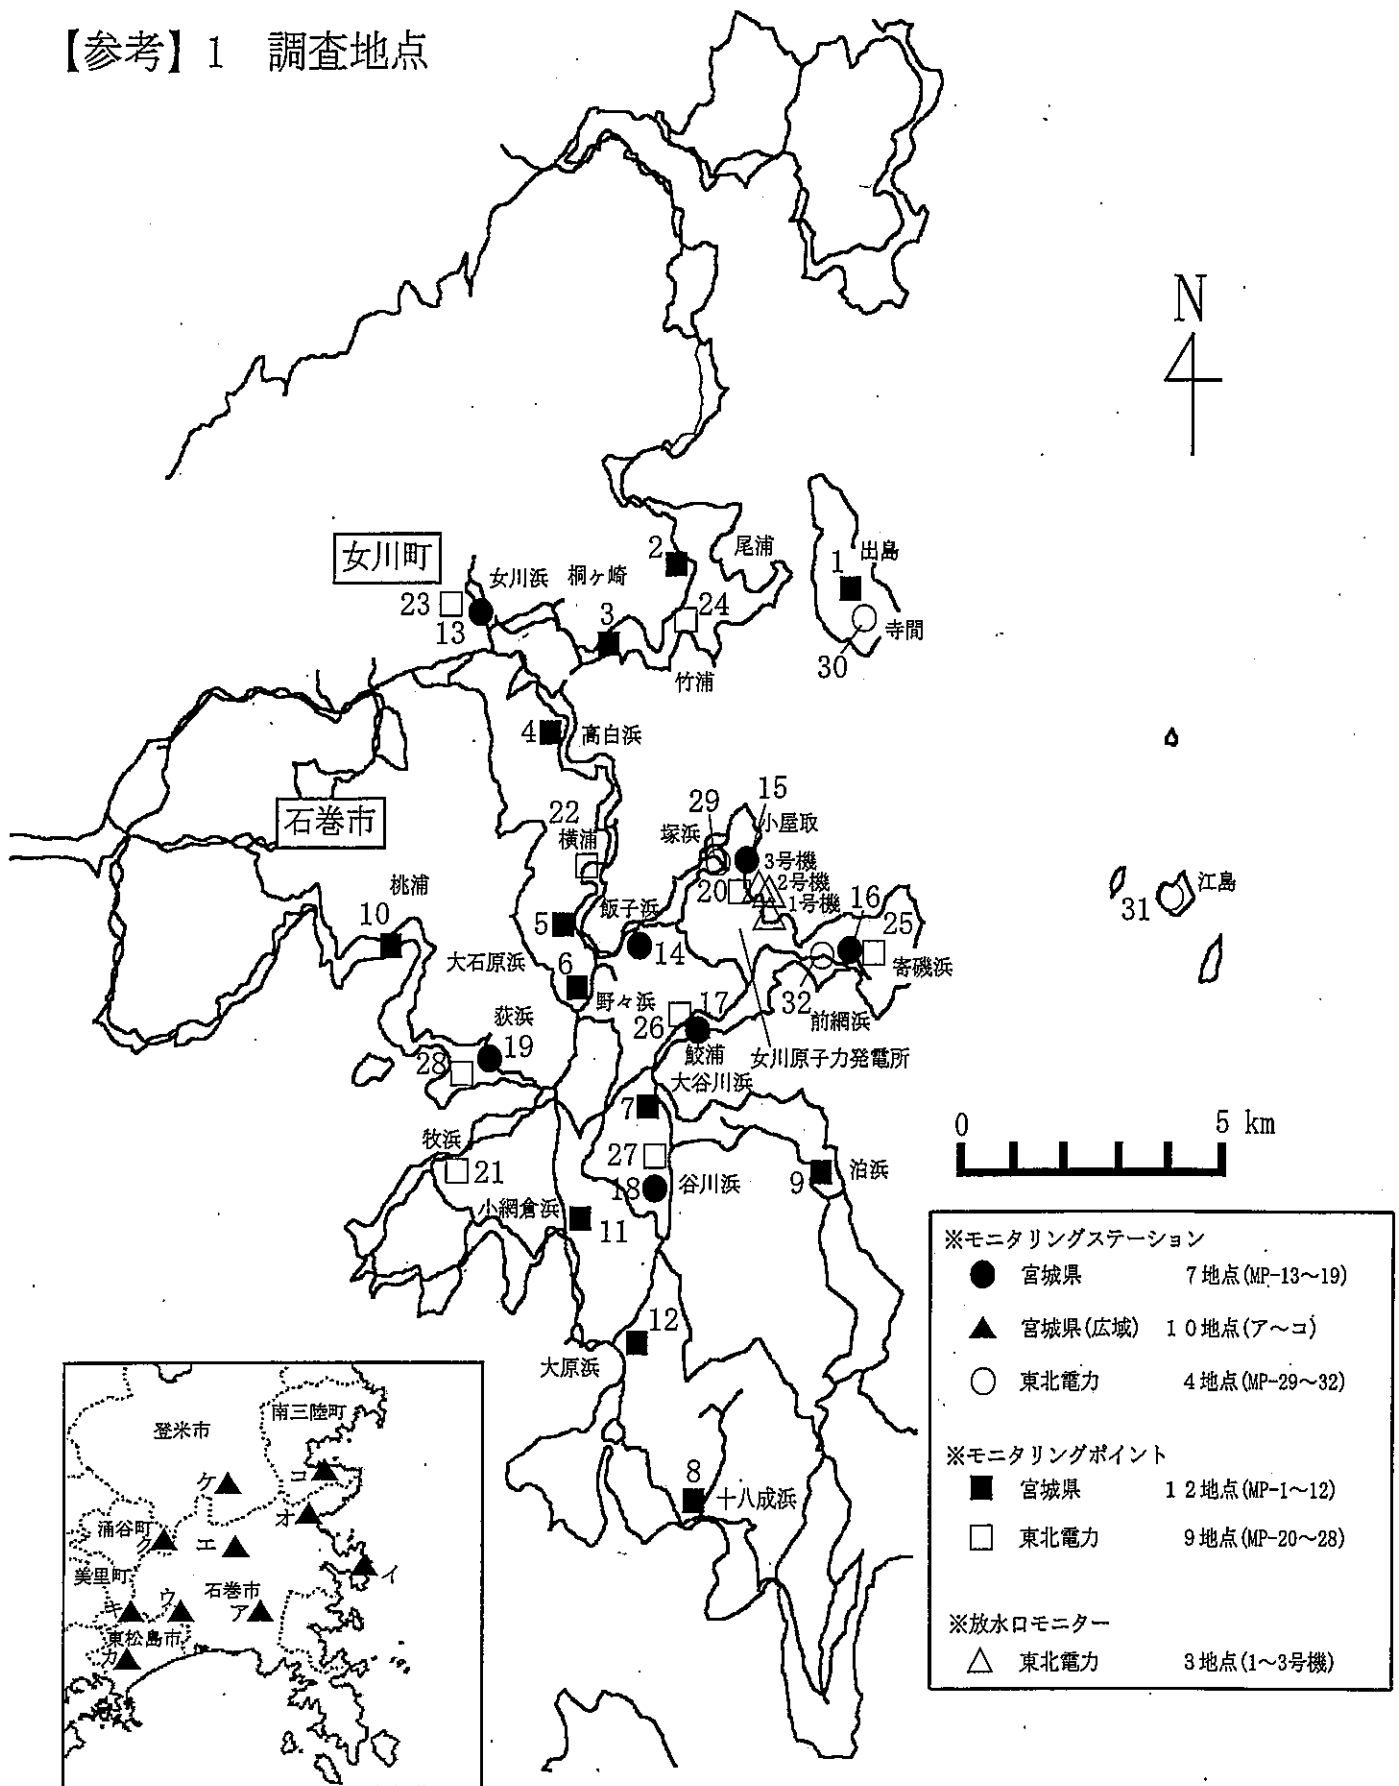 【参考】1　調査地点
N
女川町
2
尾浦
1
出島
女川浜
桐ヶ崎
23
13
3
24
寺間
30
竹浦
4
高白浜
石巻市
22
横浦
29
15
塚浜
小屋取
3号機
2号機
1号機
20
桃浦
10
5
飯子浜
14
16
25
寄磯浜
31
江島
大石原浜
6
野々浜
17
26
鮫浦
32
前網浜
女川原子力発電所
荻浜
19
28
大谷川浜
7
牧浜
21
27
18
谷川浜
9
泊浜
小網倉浜
11
0
5 km
12
大原浜
8
十八成浜
※モニタリングステーション
宮城県　7地点(MP-13～19)
宮城県(広域)　10地点(ア～コ)
東北電力　4地点(MP-29～32)
※モニタリングポイント
宮城県　12地点(MP-1～12)
東北電力　9地点(MP-20～28)
※放水口モニター
東北電力　3地点(1～3号機)
登米市
南三陸町
ケ
コ
オ
涌谷町
ク
エ
美里町
イ
石巻市
キ
ウ
ア
東松島市
カ